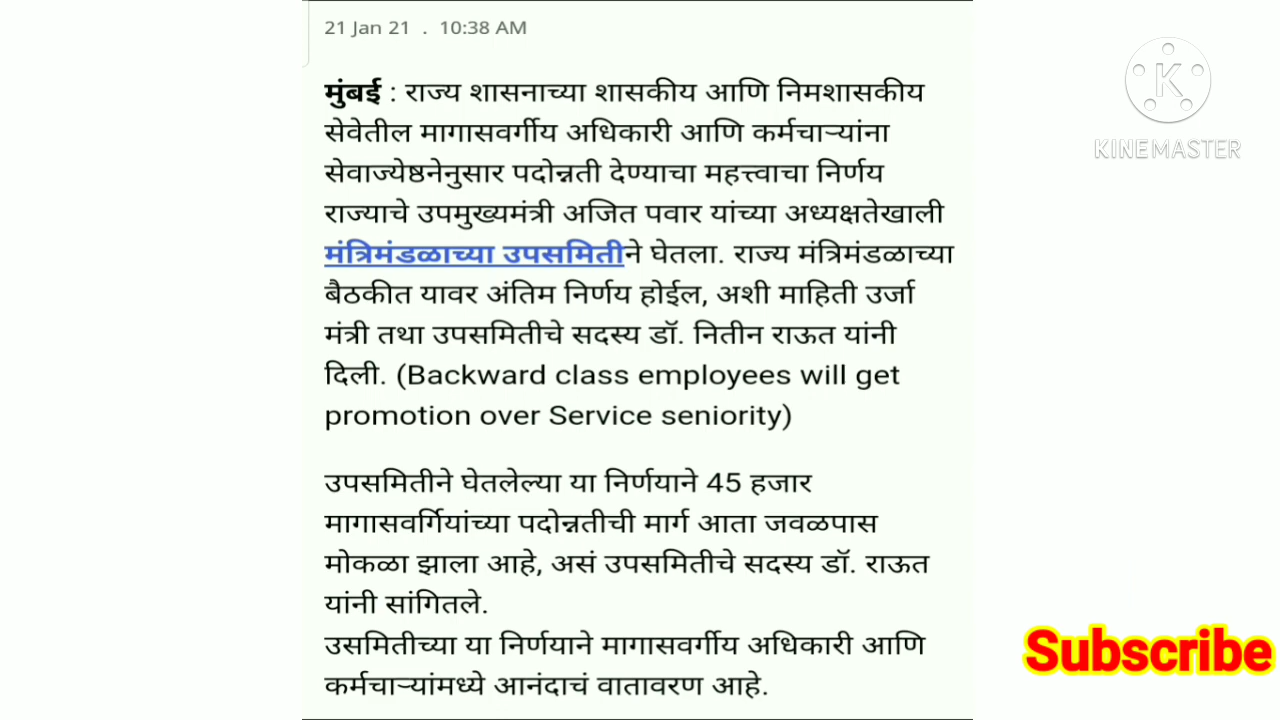 21 Jan 21 . 10:38 AM
मुंबई : राज्य शासनाच्या शासकीय आणि निमशासकीय
सेवेतील मागासवर्गीय अधिकारी आणि कर्मचाऱ्यांना
सेवाज्येष्ठनेनुसार पदोन्नती देण्याचा महत्त्वाचा निर्णय
राज्याचे उपमुख्यमंत्री अजित पवार यांच्या अध्यक्षतेखाली
मंत्रिमंडळाच्या उपसमितीने घेतला. राज्य मंत्रिमंडळाच्या
बैठकीत यावर अंतिम निर्णय होईल, अशी माहिती उर्जा
मंत्री तथा उपसमितीचे सदस्य डॉ. नितीन राऊत यांनी
दिली. (Backward class employees will get
promotion over Service seniority)
उपसमितीने घेतलेल्या या निर्णयाने 45 हजार
मागासवर्गियांच्या पदोन्नतीची मार्ग आता जवळपास
मोकळा झाला आहे, असं उपसमितीचे सदस्य डॉ. राऊत
यांनी सांगितले.
उसमितीच्या या निर्णयाने मागासवर्गीय अधिकारी आणि
कर्मचाऱ्यांमध्ये आनंदाचं वातावरण आहे.
K
KINEMASTER
Subscribe